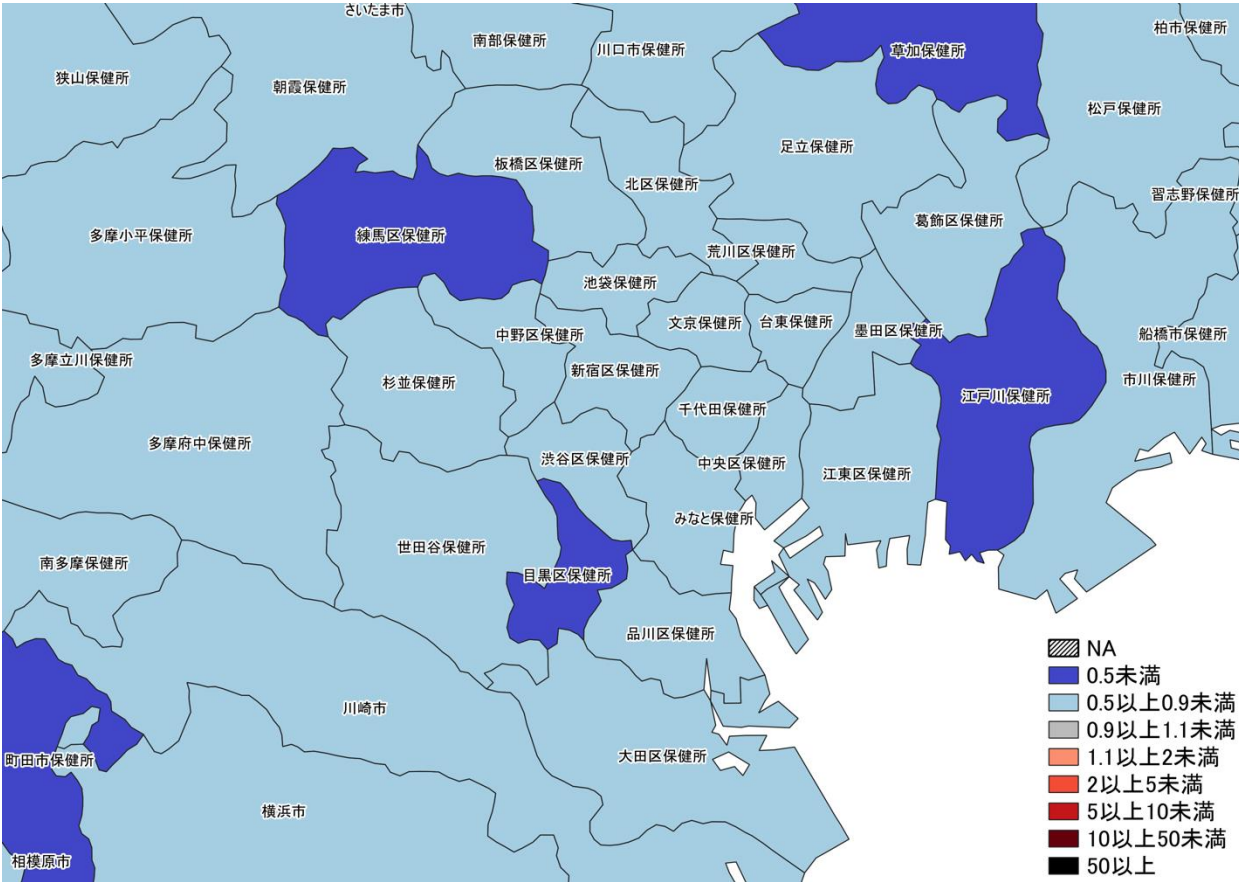 さいたま市
南部保健所
川口市保健所
草加保健所
柏市保健所
狭山保健所
朝霞保健所
松戸保健所
板橋区保健所
足立保健所
北区保健所
習志野保健所
多摩小平保健所
練馬区保健所
葛飾区保健所
荒川区保健所
池袋保健所
文京保健所
台東保健所
墨田区保健所
中野区保健所
船橋市保健所
多摩立川保健所
新宿区保健所
杉並保健所
市川保健所
江戸川保健所
千代田保健所
多摩府中保健所
渋谷区保健所
中央区保健所
江東区保健所
みなと保健所
世田谷保健所
南多摩保健所
目黒区保健所
品川区保健所
川崎市
大田区保健所
町田市保健所
横浜市
相模原市
NA
0.5未満
0.5以上0.9未満
0.9以上1.1未満
1.1以上2未満
2以上5未満
5以上10未満
10以上50未満
50以上